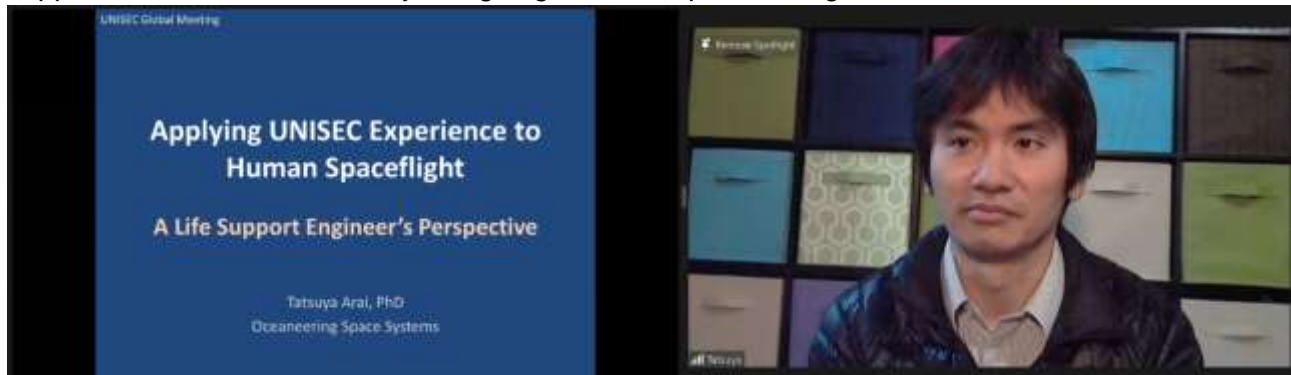 UNISEC Global Meeting
Applying UNISEC Experience to
Human Spaceflight
A Life Support Engineer's Perspective
Tatsuya Arai, PhD
Oceaneering Space Systems
Remove Spotlight
Tatsuya